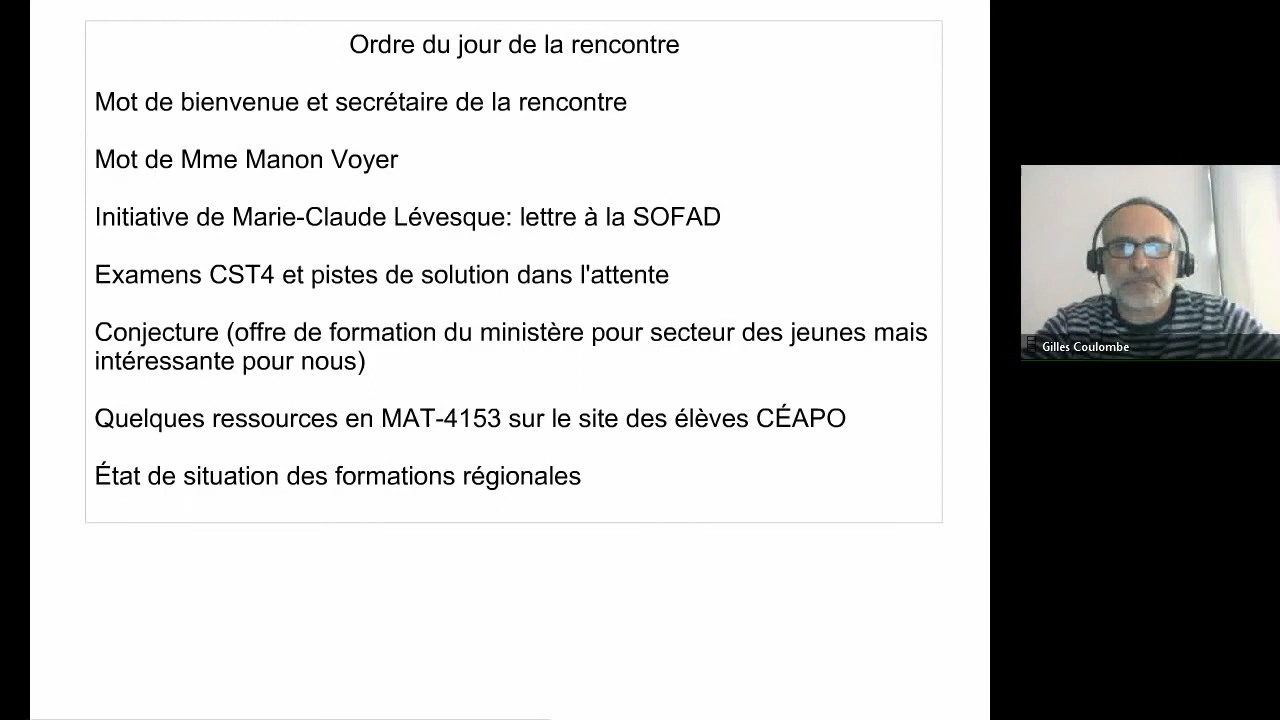 Ordre du jour de la rencontre
Mot de bienvenue et secrétaire de la rencontre
Mot de Mme Manon Voyer
Initiative de Marie-Claude Lévesque: lettre à la SOFAD
Examens CST4 et pistes de solution dans l'attente
Conjecture (offre de formation du ministère pour secteur des jeunes mais
intéressante pour nous)
Quelques ressources en MAT-4153 sur le site des élèves CÉAPO
État de situation des formations régionales
Gilles Coulombe